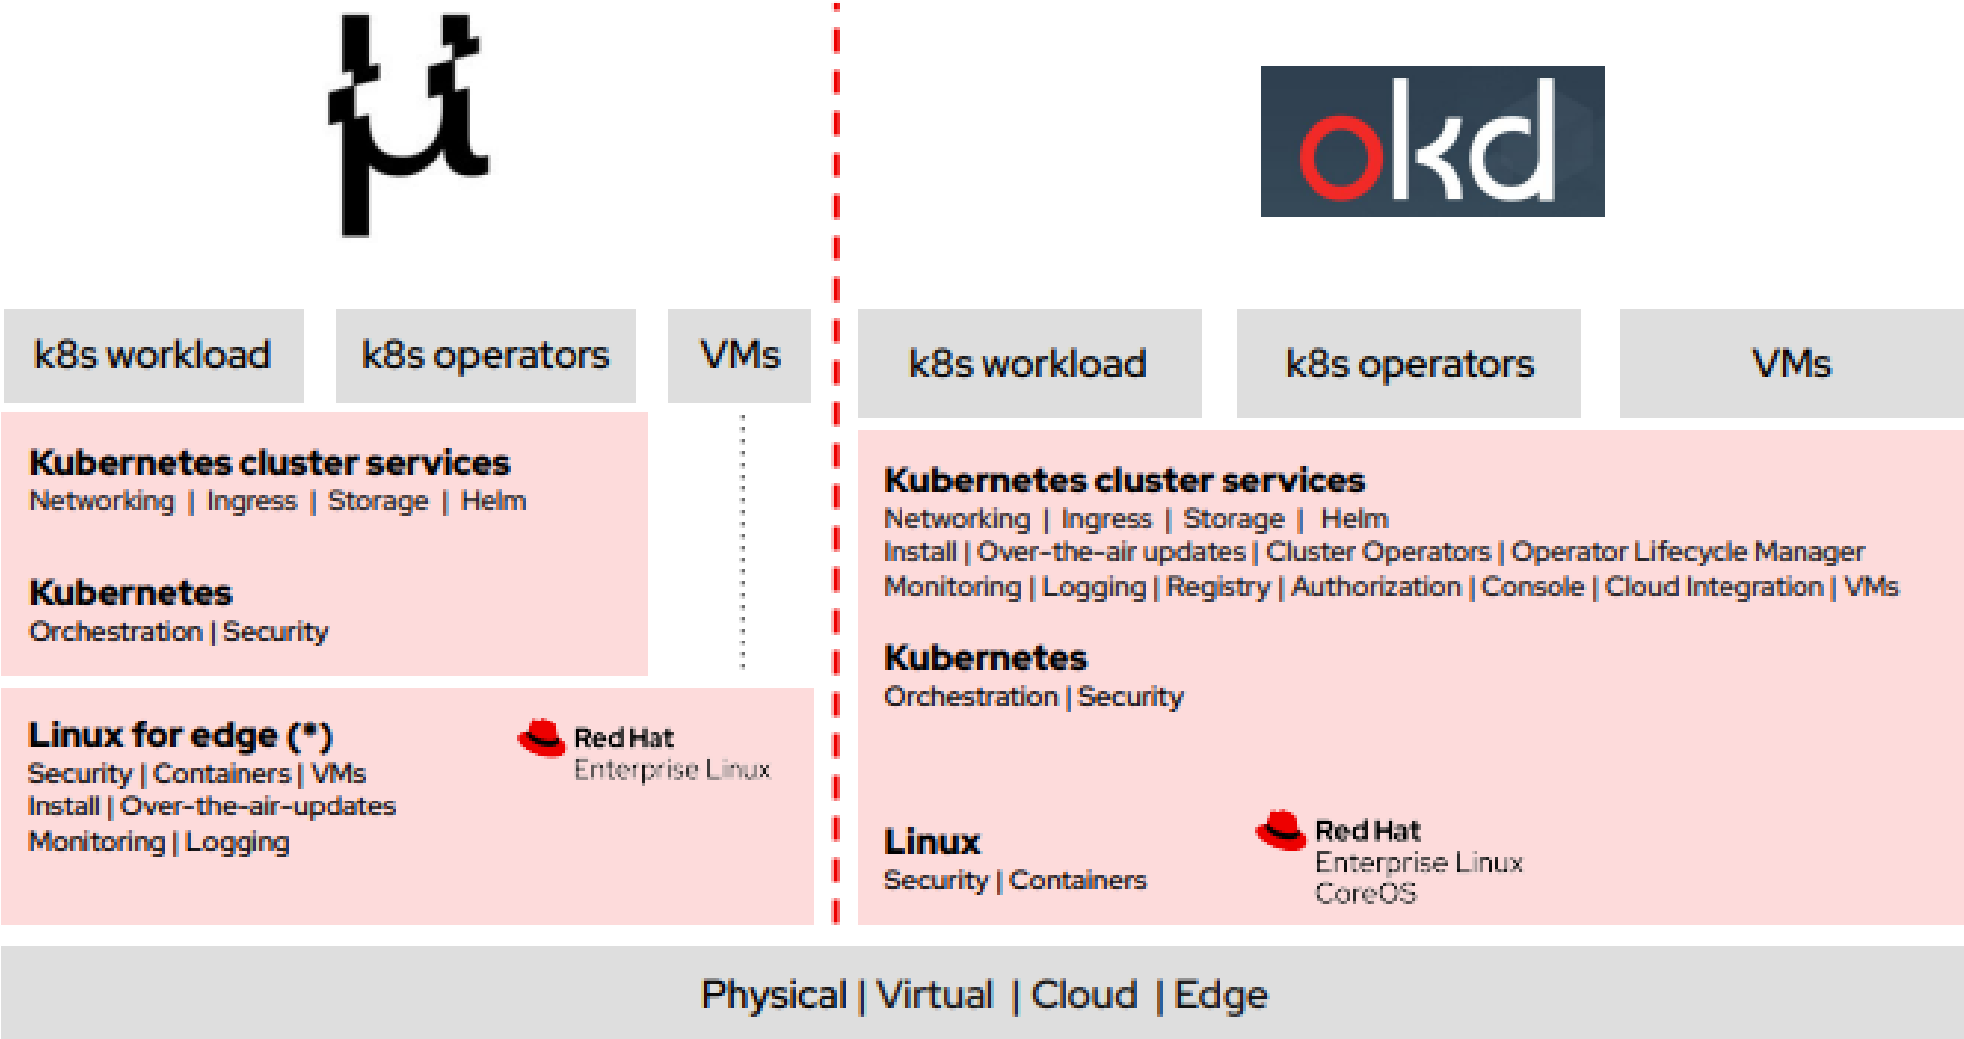 µ
okd
k8s workload
k8s operators
VMs
Kubernetes cluster services
Networking | Ingress | Storage | Helm
Kubernetes
Orchestration | Security
Linux for edge (*)
Security | Containers | VMs
Install | Over-the-air-updates
Monitoring | Logging
Red Hat
Enterprise Linux
k8s workload
k8s operators
VMs
Kubernetes cluster services
Networking | Ingress | Storage | Helm
Install | Over-the-air updates | Cluster Operators | Operator Lifecycle Manager
Monitoring | Logging | Registry | Authorization | Console | Cloud Integration | VMs
Kubernetes
Orchestration | Security
Linux
Security | Containers
Red Hat
Enterprise Linux
CoreOS
Physical | Virtual | Cloud | Edge